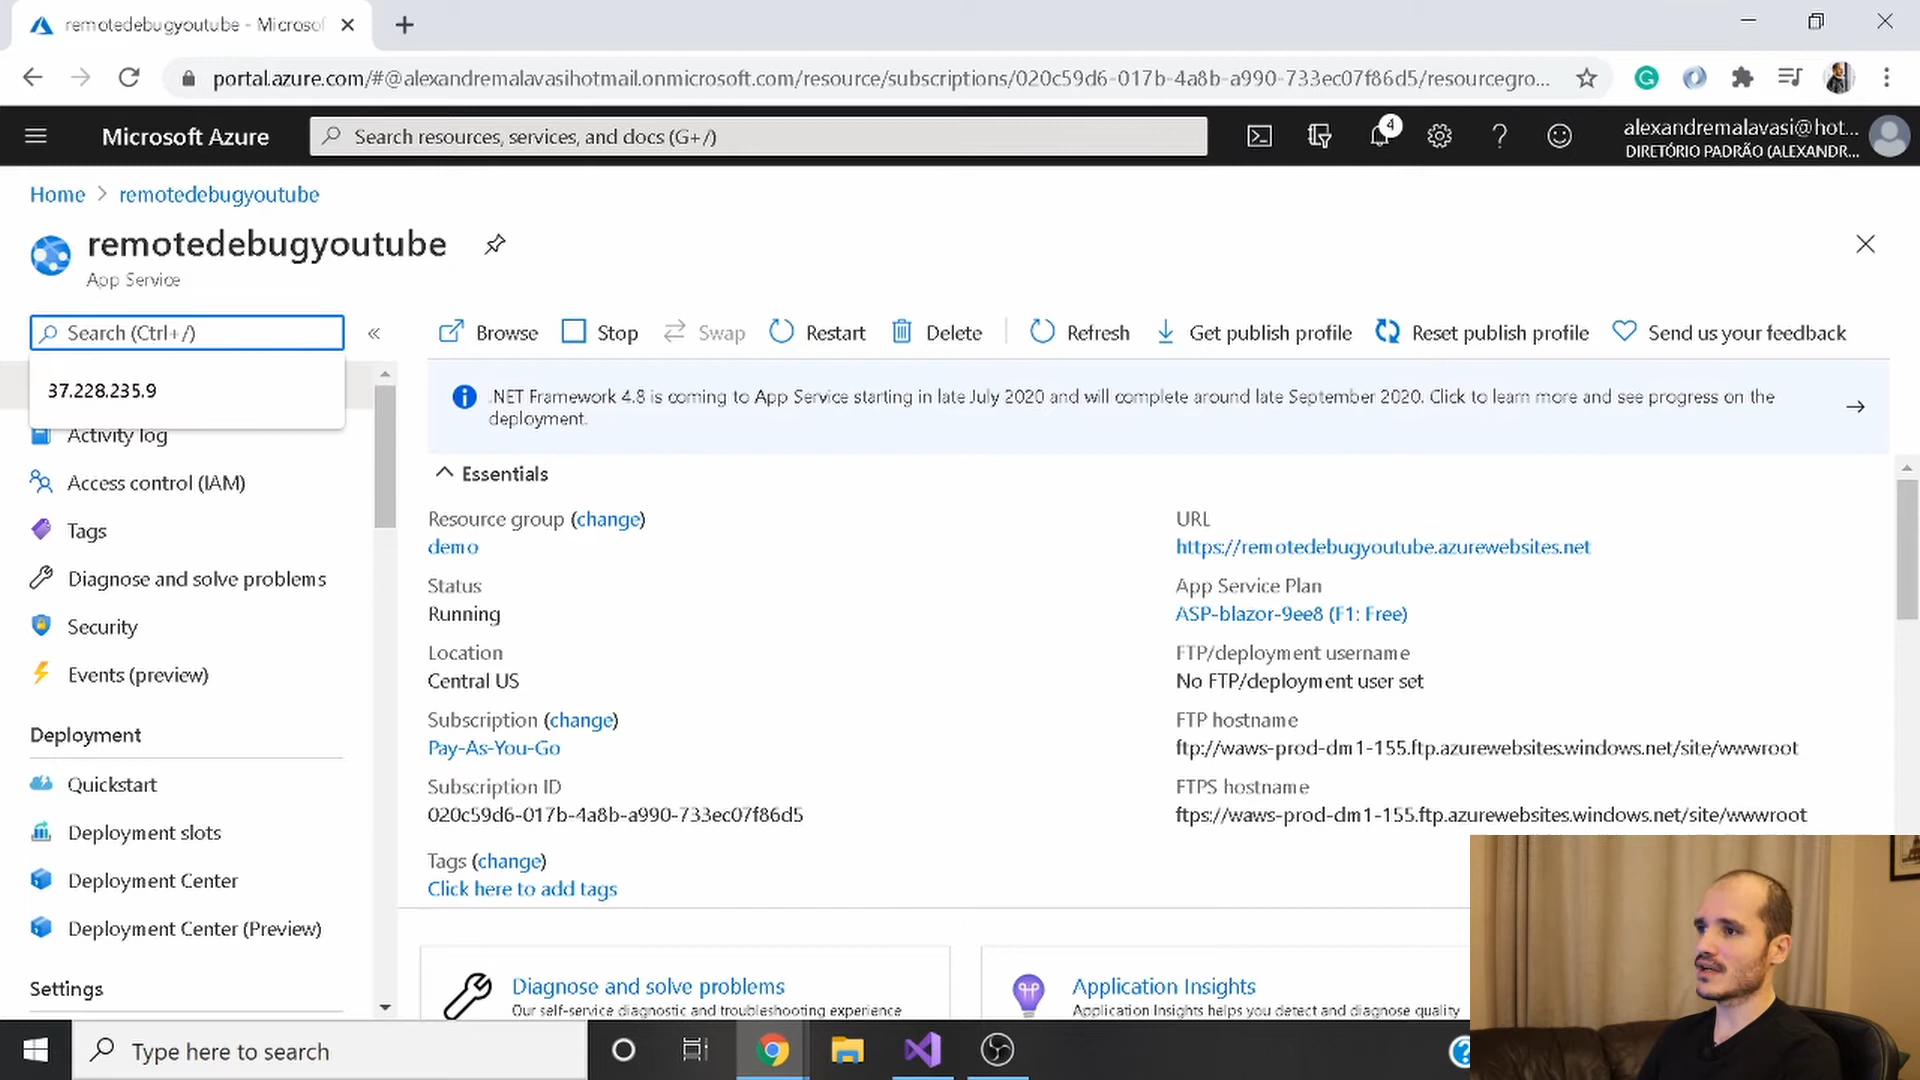 remotedebugyoutube - Microsof
portal.azure.com/#@alexandremalavasihotmail.onmicrosoft.com/resource/subscriptions/020c59d6-017b-4a8b-a990-733ec07f86d5/resourcegro...
Microsoft Azure
Search resources, services, and docs (G+/)
4
alexandremalavasi@hot...
DIRETÓRIO PADRÃO (ALEXANDR...
Home > remotedebugyoutube
remotedebugyoutube
App Service
Search (Ctrl+/)
37.228.235.9
Activity log
Access control (IAM)
Tags
Diagnose and solve problems
Security
Events (preview)
Deployment
Quickstart
Deployment slots
Deployment Center
Deployment Center (Preview)
Settings
Browse Stop Swap Restart Delete Refresh Get publish profile Reset publish profile Send us your feedback
.NET Framework 4.8 is coming to App Service starting in late July 2020 and will complete around late September 2020. Click to learn more and see progress on the
deployment.
Essentials
Resource group (change)
demo
Status
Running
Location
Central US
Subscription (change)
Pay-As-You-Go
Subscription ID
020c59d6-017b-4a8b-a990-733ec07f86d5
Tags (change)
Click here to add tags
URL
https://remotedebugyoutube.azurewebsites.net
App Service Plan
ASP-blazor-9ee8 (F1: Free)
FTP/deployment username
No FTP/deployment user set
FTP hostname
ftp://waws-prod-dm1-155.ftp.azurewebsites.windows.net/site/wwwroot
FTPS hostname
ftps://waws-prod-dm1-155.ftp.azurewebsites.windows.net/site/wwwroot
Diagnose and solve problems
Our self-service diagnostic and troubleshooting experience
Application Insights
Application Insights helps you detect and diagnose quality
Type here to search